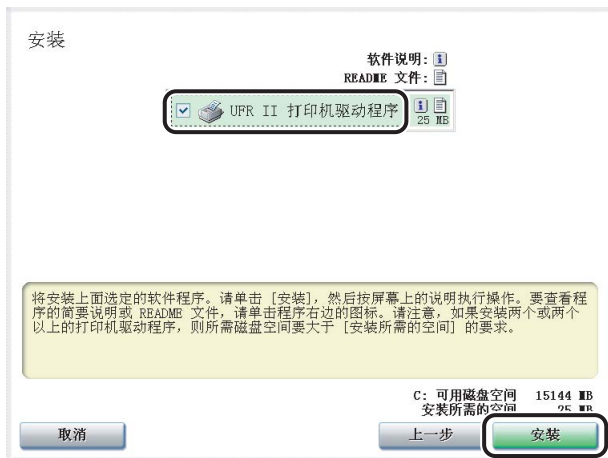 安装
软件说明:
README 文件:
UFR II 打印机驱动程序
25 MB
将安装上面选定的软件程序。请单击 [安装]，然后按屏幕上的说明执行操作。要查看程
序的简要说明或 README 文件，请单击程序右边的图标。请注意，如果安装两个或两个
以上的打印机驱动程序，则所需磁盘空间要大于 [安装所需的空间] 的要求。
C: 可用磁盘空间 15144 MB
安装所需的空间 25 MB
取消 上一步 安装